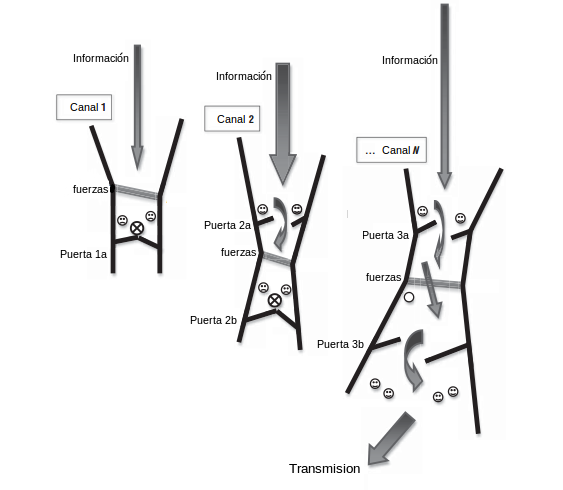 Información
Canal 1
fuerzas
Puerta 1a
Información
Canal 2
Puerta 2a
fuerzas
Puerta 2b
Información
... Canal N
Puerta 3a
fuerzas
Puerta 3b
Transmision